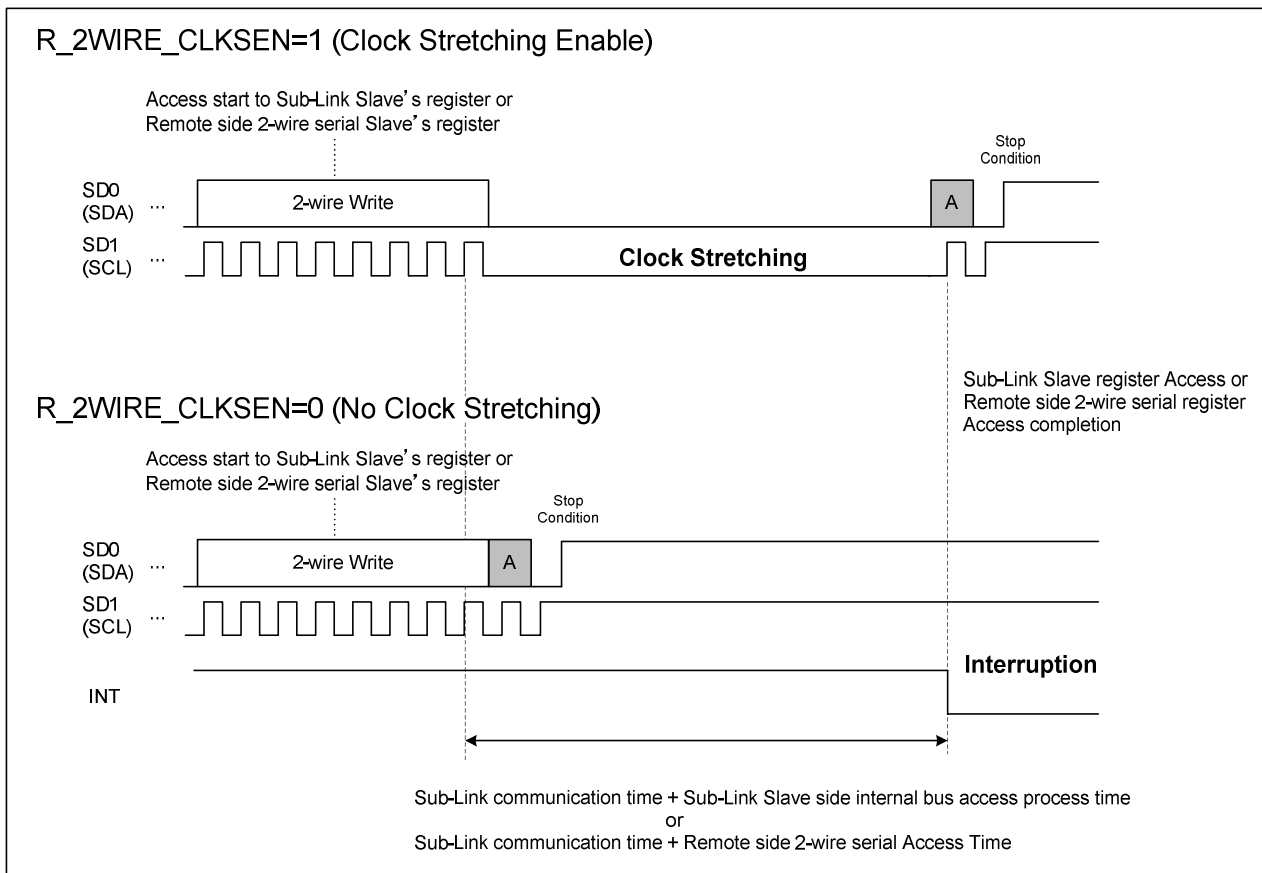 R_2WIRE_CLKSEN=1 (Clock Stretching Enable)
Access start to Sub-Link Slave's register or
Remote side 2-wire serial Slave's register
Stop
Condition
SD0
(SDA)
...
2-wire Write
A
SD1
(SCL)
...
Clock Stretching
Sub-Link Slave register Access or
Remote side 2-wire serial register
Access completion
R_2WIRE_CLKSEN=0 (No Clock Stretching)
Access start to Sub-Link Slave's register or
Remote side 2-wire serial Slave's register
Stop
Condition
SD0
(SDA)
...
2-wire Write
A
SD1
(SCL)
...
Interruption
INT
Sub-Link communication time + Sub-Link Slave side internal bus access process time
or
Sub-Link communication time + Remote side 2-wire serial Access Time